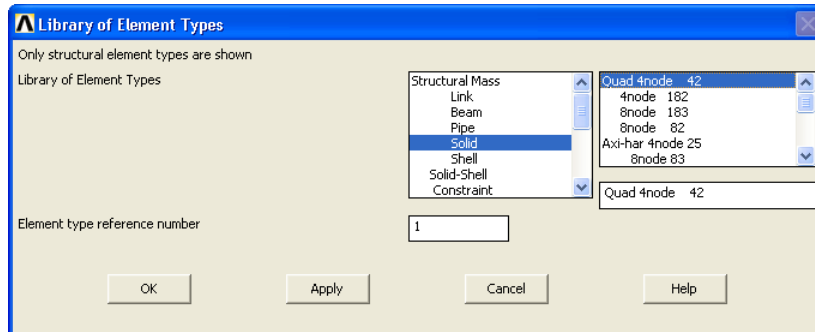 Library of Element Types
Only structural element types are shown
Library of Element Types
Structural Mass
Link
Beam
Pipe
Solid
Shell
Solid-Shell
Constraint
Quad 4node 42
4node 182
8node 183
8node 82
Axi-har 4node 25
8node 83
Quad 4node 42
Element type reference number
1
OK
Apply
Cancel
Help